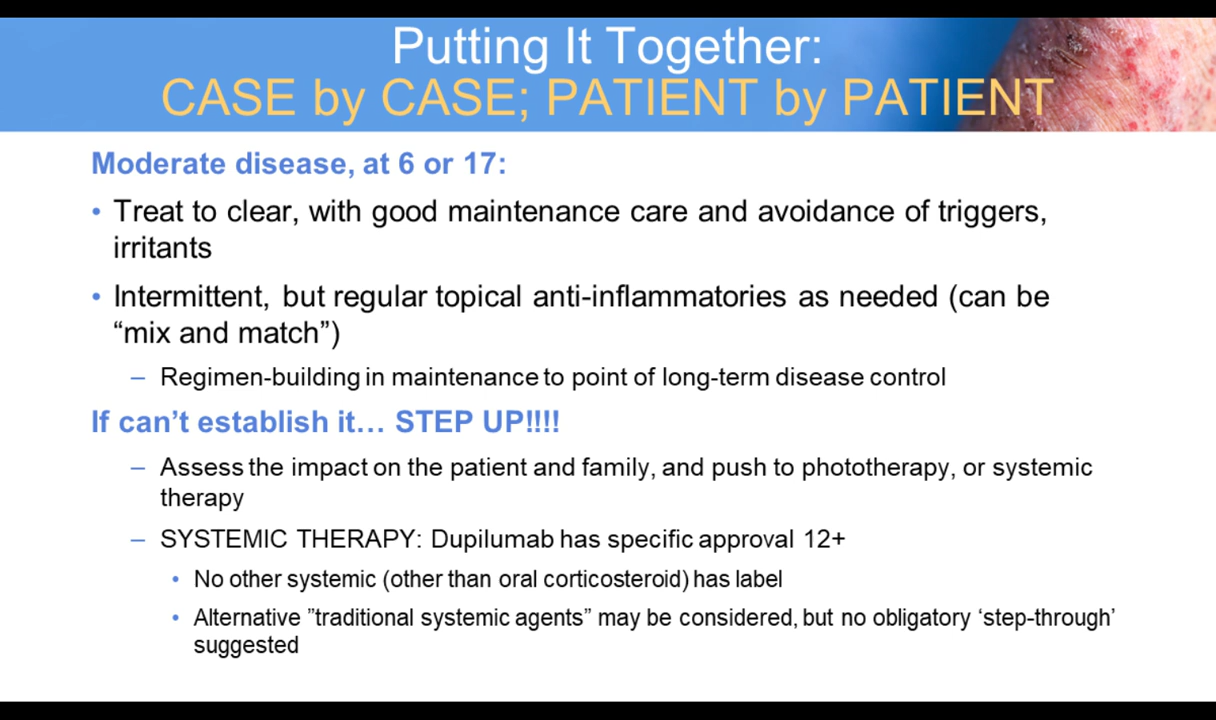 Putting It Together:
CASE by CASE; PATIENT by PATIENT
Moderate disease, at 6 or 17:
• Treat to clear, with good maintenance care and avoidance of triggers,
irritants
• Intermittent, but regular topical anti-inflammatories as needed (can be
“mix and match”)
– Regimen-building in maintenance to point of long-term disease control
If can’t establish it… STEP UP!!!!
– Assess the impact on the patient and family, and push to phototherapy, or systemic
therapy
– SYSTEMIC THERAPY: Dupilumab has specific approval 12+
• No other systemic (other than oral corticosteroid) has label
• Alternative ”traditional systemic agents” may be considered, but no obligatory ‘step-through’
suggested